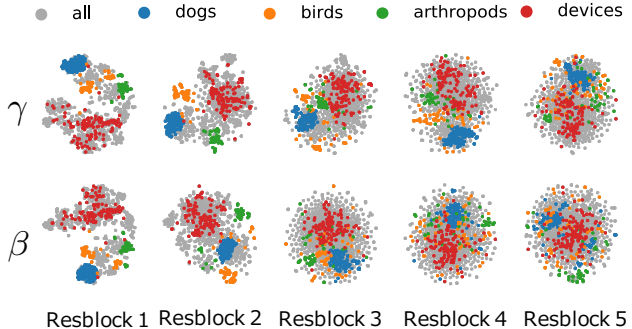 all dogs birds arthropods devices
γ
β
Resblock 1 Resblock 2 Resblock 3 Resblock 4 Resblock 5